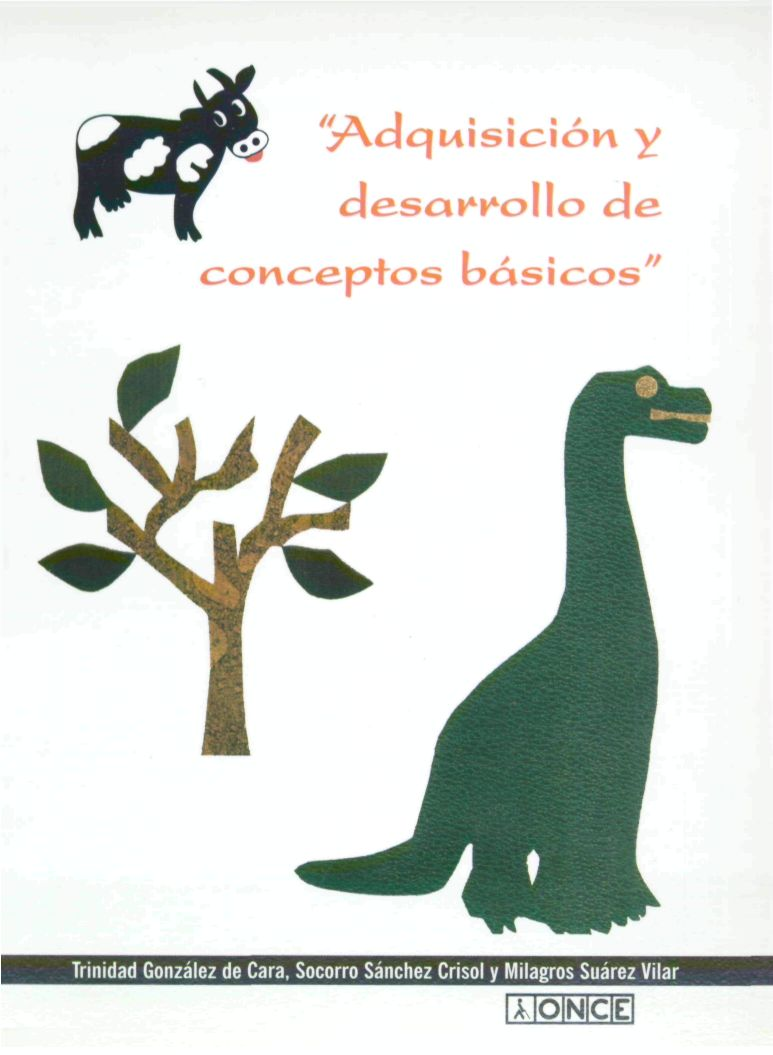 "Adquisición y
desarrollo de
conceptos básicos"
Trinidad González de Cara, Socorro Sánchez Crisol y Milagros Suárez Vilar
ONCE